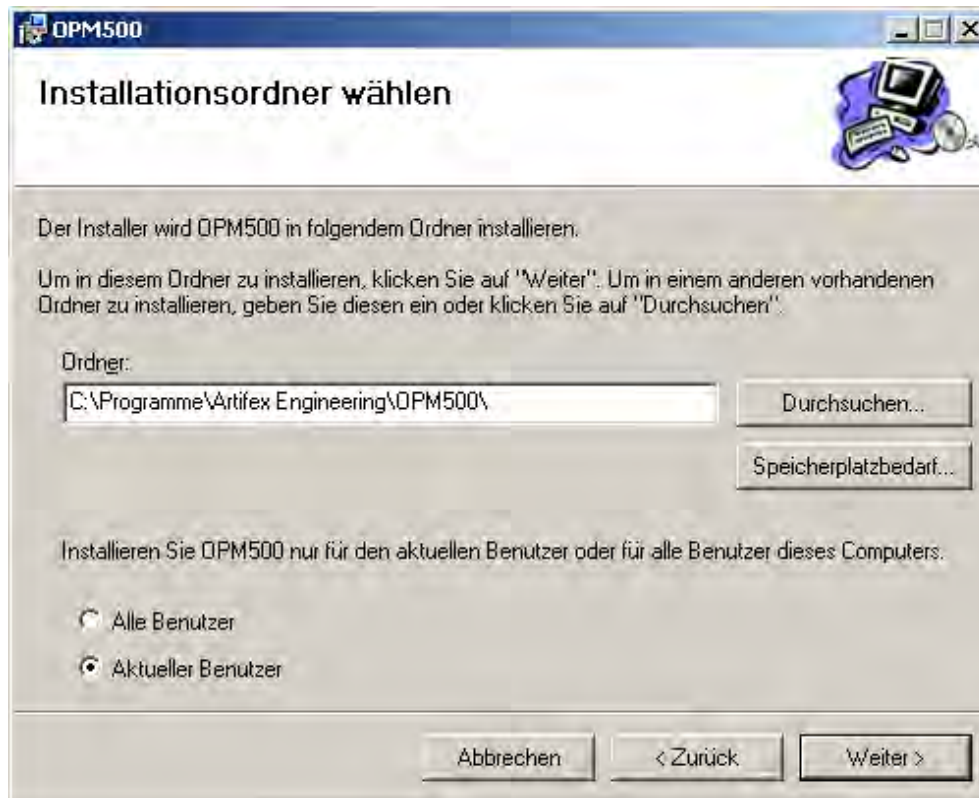 OPM500
Installationsordner wählen
Der Installer wird OPM500 in folgendem Ordner installieren.
Um in diesem Ordner zu installieren, klicken Sie auf "Weiter". Um in einem anderen vorhandenen
Ordner zu installieren, geben Sie diesen ein oder klicken Sie auf "Durchsuchen".
Ordner:
C:\Programme\Artifex Engineering\OPM500\
Durchsuchen...
Speicherplatzbedarf...
Installieren Sie OPM500 nur für den aktuellen Benutzer oder für alle Benutzer dieses Computers.
Alle Benutzer
Aktueller Benutzer
Abbrechen
< Zurück
Weiter >